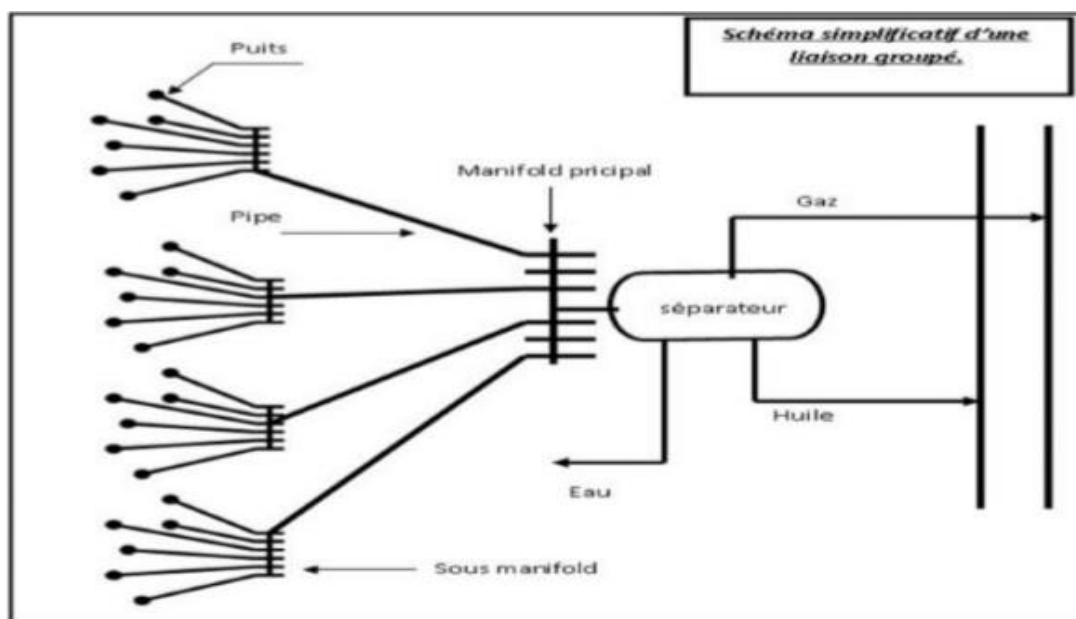 Schéma simplificatif d'une
liaison groupé.
Puits
Manifold pricipal
Gaz
Pipe
séparateur
Huile
Eau
Sous manifold